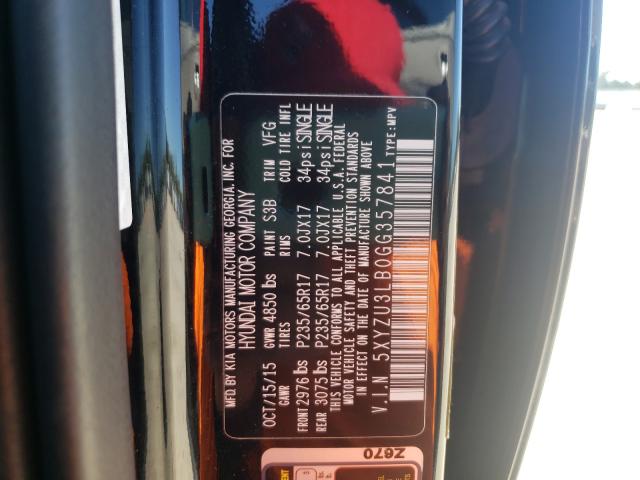 MFD.BY KIA MOTORS MANUFACTURING GEORGIA, INC. FOR
HYUNDAI MOTOR COMPANY
OCT/15/15 GVWR 4850 lbs PAINT S3B TRIM VFG
GAWR TIRES RIMS COLD TIRE INFL
FRONT 2976 lbs P235/65R17 7.0JX17 34psi SINGLE
REAR 3075 lbs P235/65R17 7.0JX17 34psi SINGLE
THIS VEHICLE CONFORMS TO ALL APPLICABLE U.S.A. FEDERAL
MOTOR VEHICLE SAFETY AND THEFT PREVENTION STANDARDS
IN EFFECT ON THE DATE OF MANUFACTURE SHOWN ABOVE
V.I.N 5XYZU3LB0GG357841 TYPE:MPV
Z670